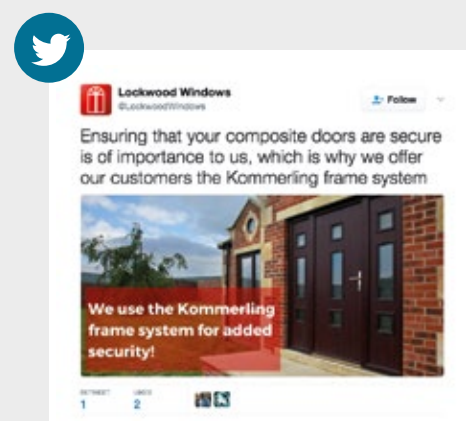 Lockwood Windows
@LockwoodWindows
Follow
Ensuring that your composite doors are secure
is of importance to us, which is why we offer
our customers the Kommerling frame system
We use the Kommerling
frame system for added
security!
RETWEET LIKES
1 2